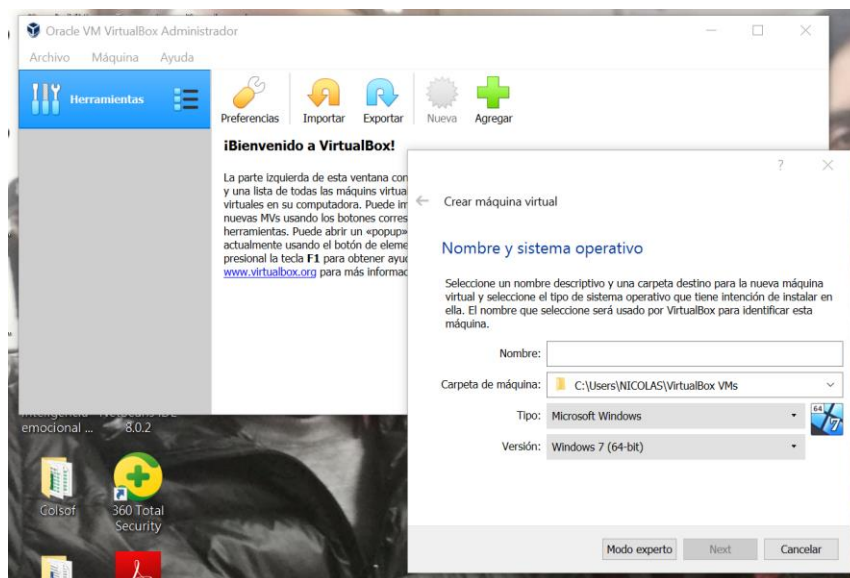 Oracle VM VirtualBox Administrador
Archivo Máquina Ayuda
Herramientas
Preferencias Importar Exportar Nueva Agregar
¡Bienvenido a VirtualBox!
La parte izquierda de esta ventana con
y una lista de todas las máquins virtua
virtuales en su computadora. Puede im
nuevas MVs usando los botones corres
herramientas. Puede abrir un «popup»
actualmente usando el botón de eleme
presional la tecla F1 para obtener ayuc
www.virtualbox.org para más informac
?
Crear máquina virtual
Nombre y sistema operativo
Seleccione un nombre descriptivo y una carpeta destino para la nueva máquina
virtual y seleccione el tipo de sistema operativo que tiene intención de instalar en
ella. El nombre que seleccione será usado por VirtualBox para identificar esta
máquina.
Nombre:
Carpeta de máquina: C:\Users\NICOLAS\VirtualBox VMs
Tipo: Microsoft Windows
64
7
Versión: Windows 7 (64-bit)
Modo experto Next Cancelar
emocional ... 8.0.2
Colsof 360 Total
Security